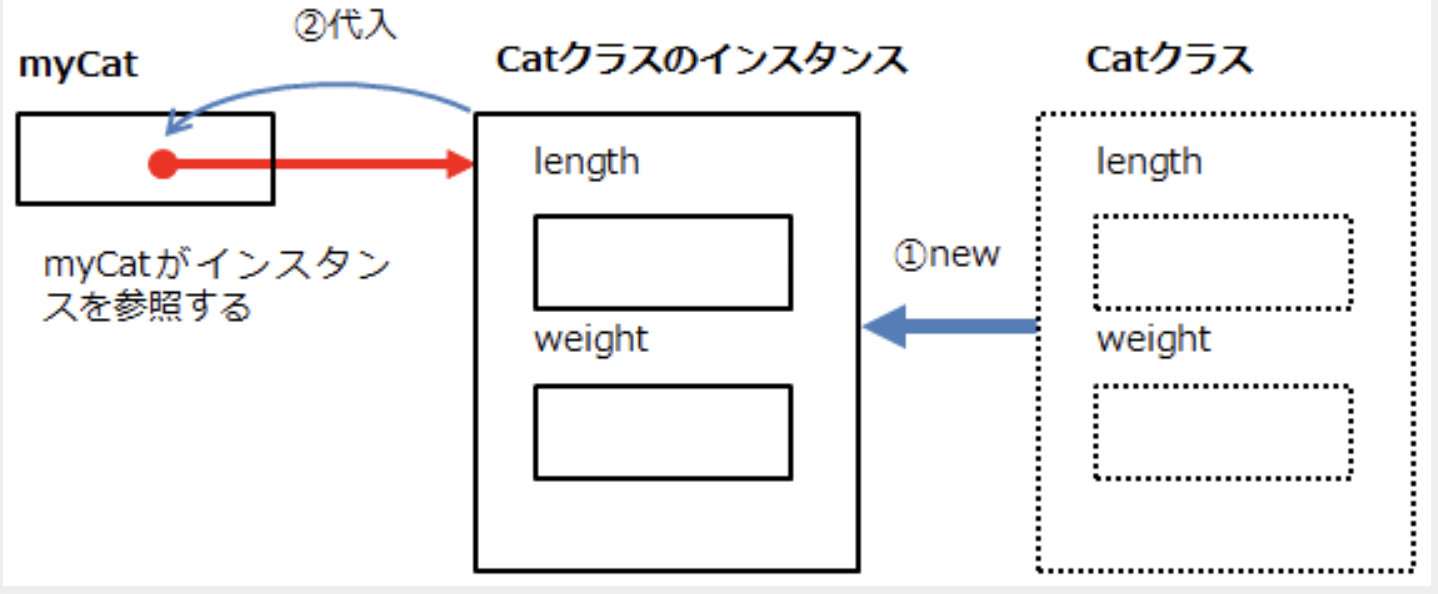 ②代入
myCat
Catクラスのインスタンス
Catクラス
length
length
①new
myCatがインスタン
スを参照する
weight
weight